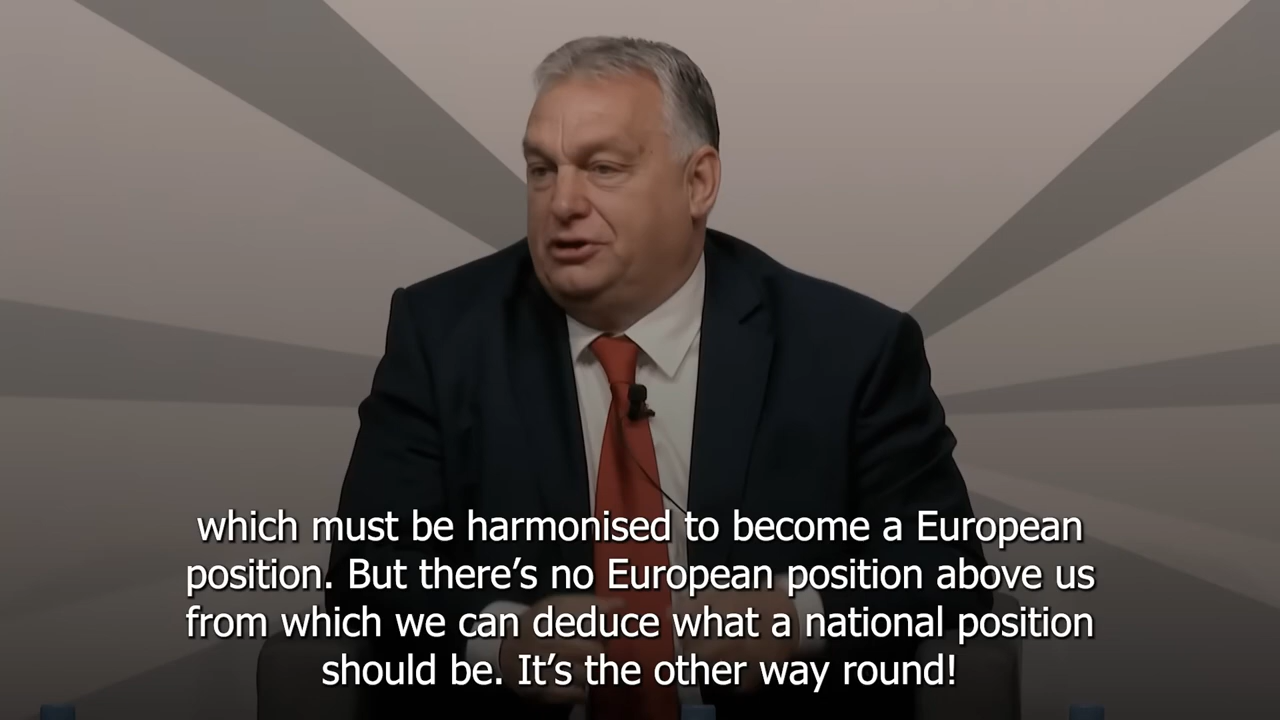 which must be harmonised to become a European
position. But there’s no European position above us
from which we can deduce what a national position
should be. It’s the other way round!